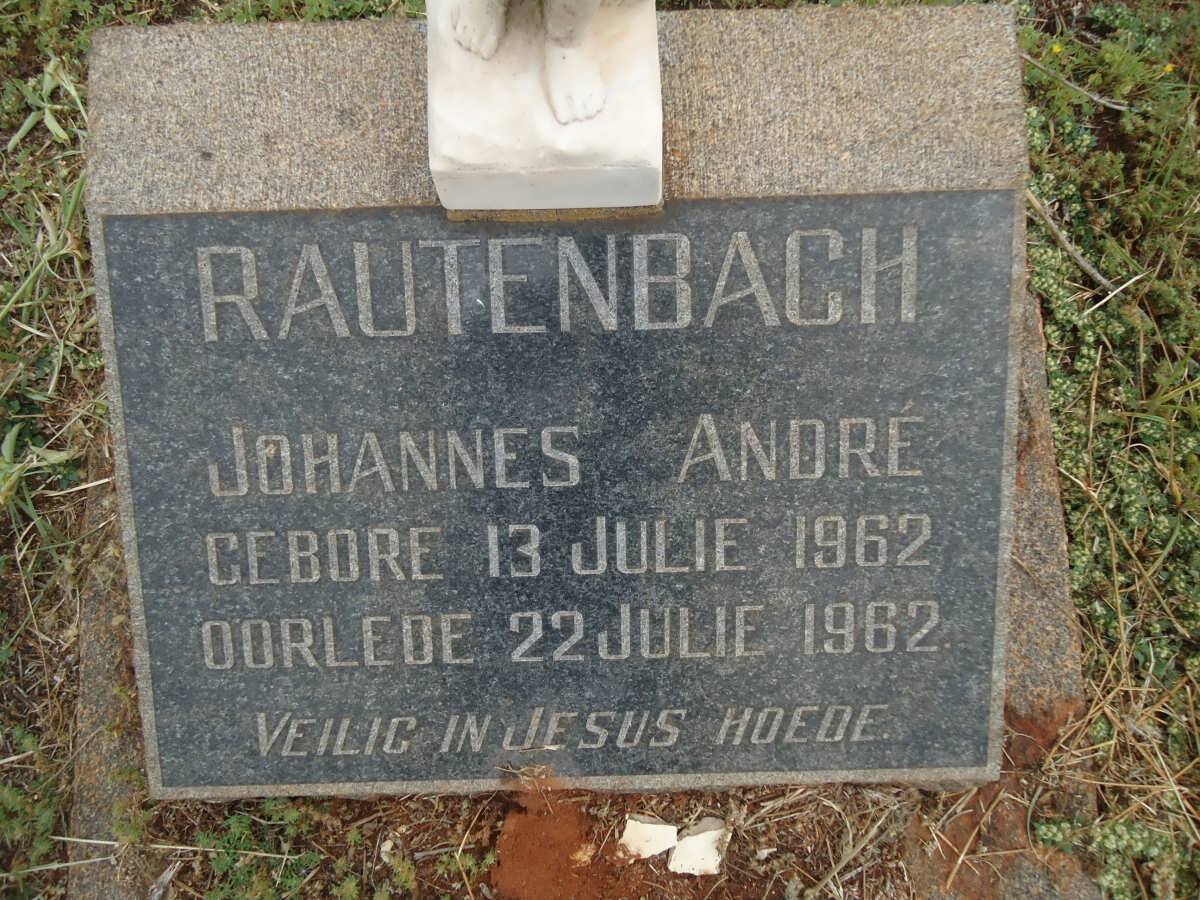 RAUTENBACH
JOHANNES ANDRÉ
GEBORE 13 JULIE 1962
OORLEDE 22 JULIE 1962.
VEILIG IN JESUS HOEDE.